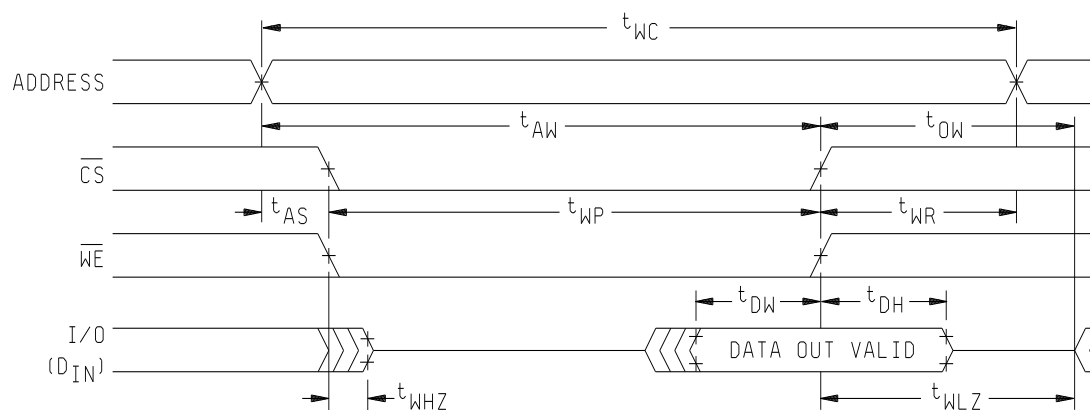 tWC
ADDRESS
tAW
tOW
CS
tAS
tWP
tWR
WE
tDW
tDH
I/O
(DIN)
DATA OUT VALID
tWHZ
tWLZ